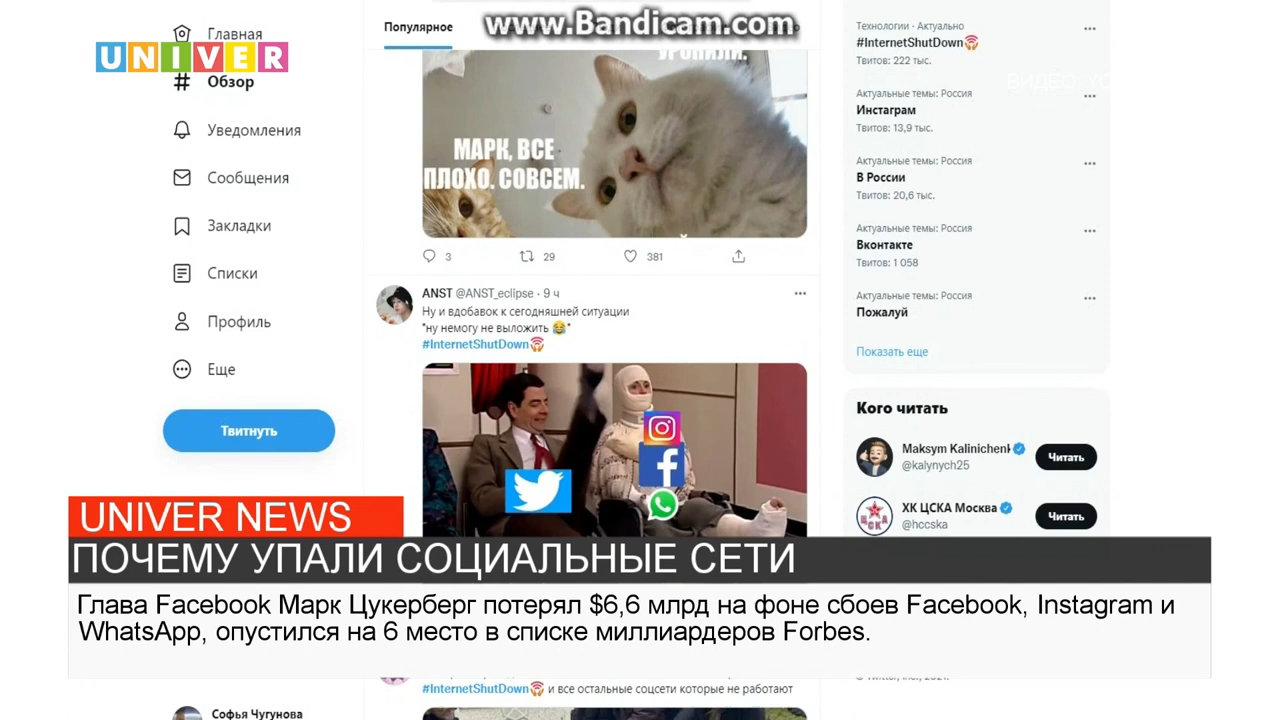 www.Bandicam.com
UNIVER
Главная
Обзор
Уведомления
Сообщения
Закладки
Списки
Профиль
Еще
Твитнуть
Популярное
УРОНИЛИ.
МАРК, ВСЕ
ПЛОХО. СОВСЕМ.
3 29 381
ANST @ANST_eclipse · 9 ч
Ну и вдобавок к сегодняшней ситуации
*ну немогу не выложить 😂*
#InternetShutDown
Технологии · Актуально
#InternetShutDown
Твитов: 222 тыс.
ВИДЕО
Актуальные темы: Россия
Инстаграм
Твитов: 13,9 тыс.
Актуальные темы: Россия
В России
Твитов: 20,6 тыс.
Актуальные темы: Россия
Вконтакте
Твитов: 1 058
Актуальные темы: Россия
Пожалуй
Показать еще
Кого читать
Maksym Kalinichenk
@kalynych25
Читать
ХК ЦСКА Москва
@hccska
Читать
ЦСКА
UNIVER NEWS
ПОЧЕМУ УПАЛИ СОЦИАЛЬНЫЕ СЕТИ
Глава Facebook Марк Цукерберг потерял $6,6 млрд на фоне сбоев Facebook, Instagram и
WhatsApp, опустился на 6 место в списке миллиардеров Forbes.
#InternetShutDown и все остальные соцсети которые не работают
Софья Чугунова